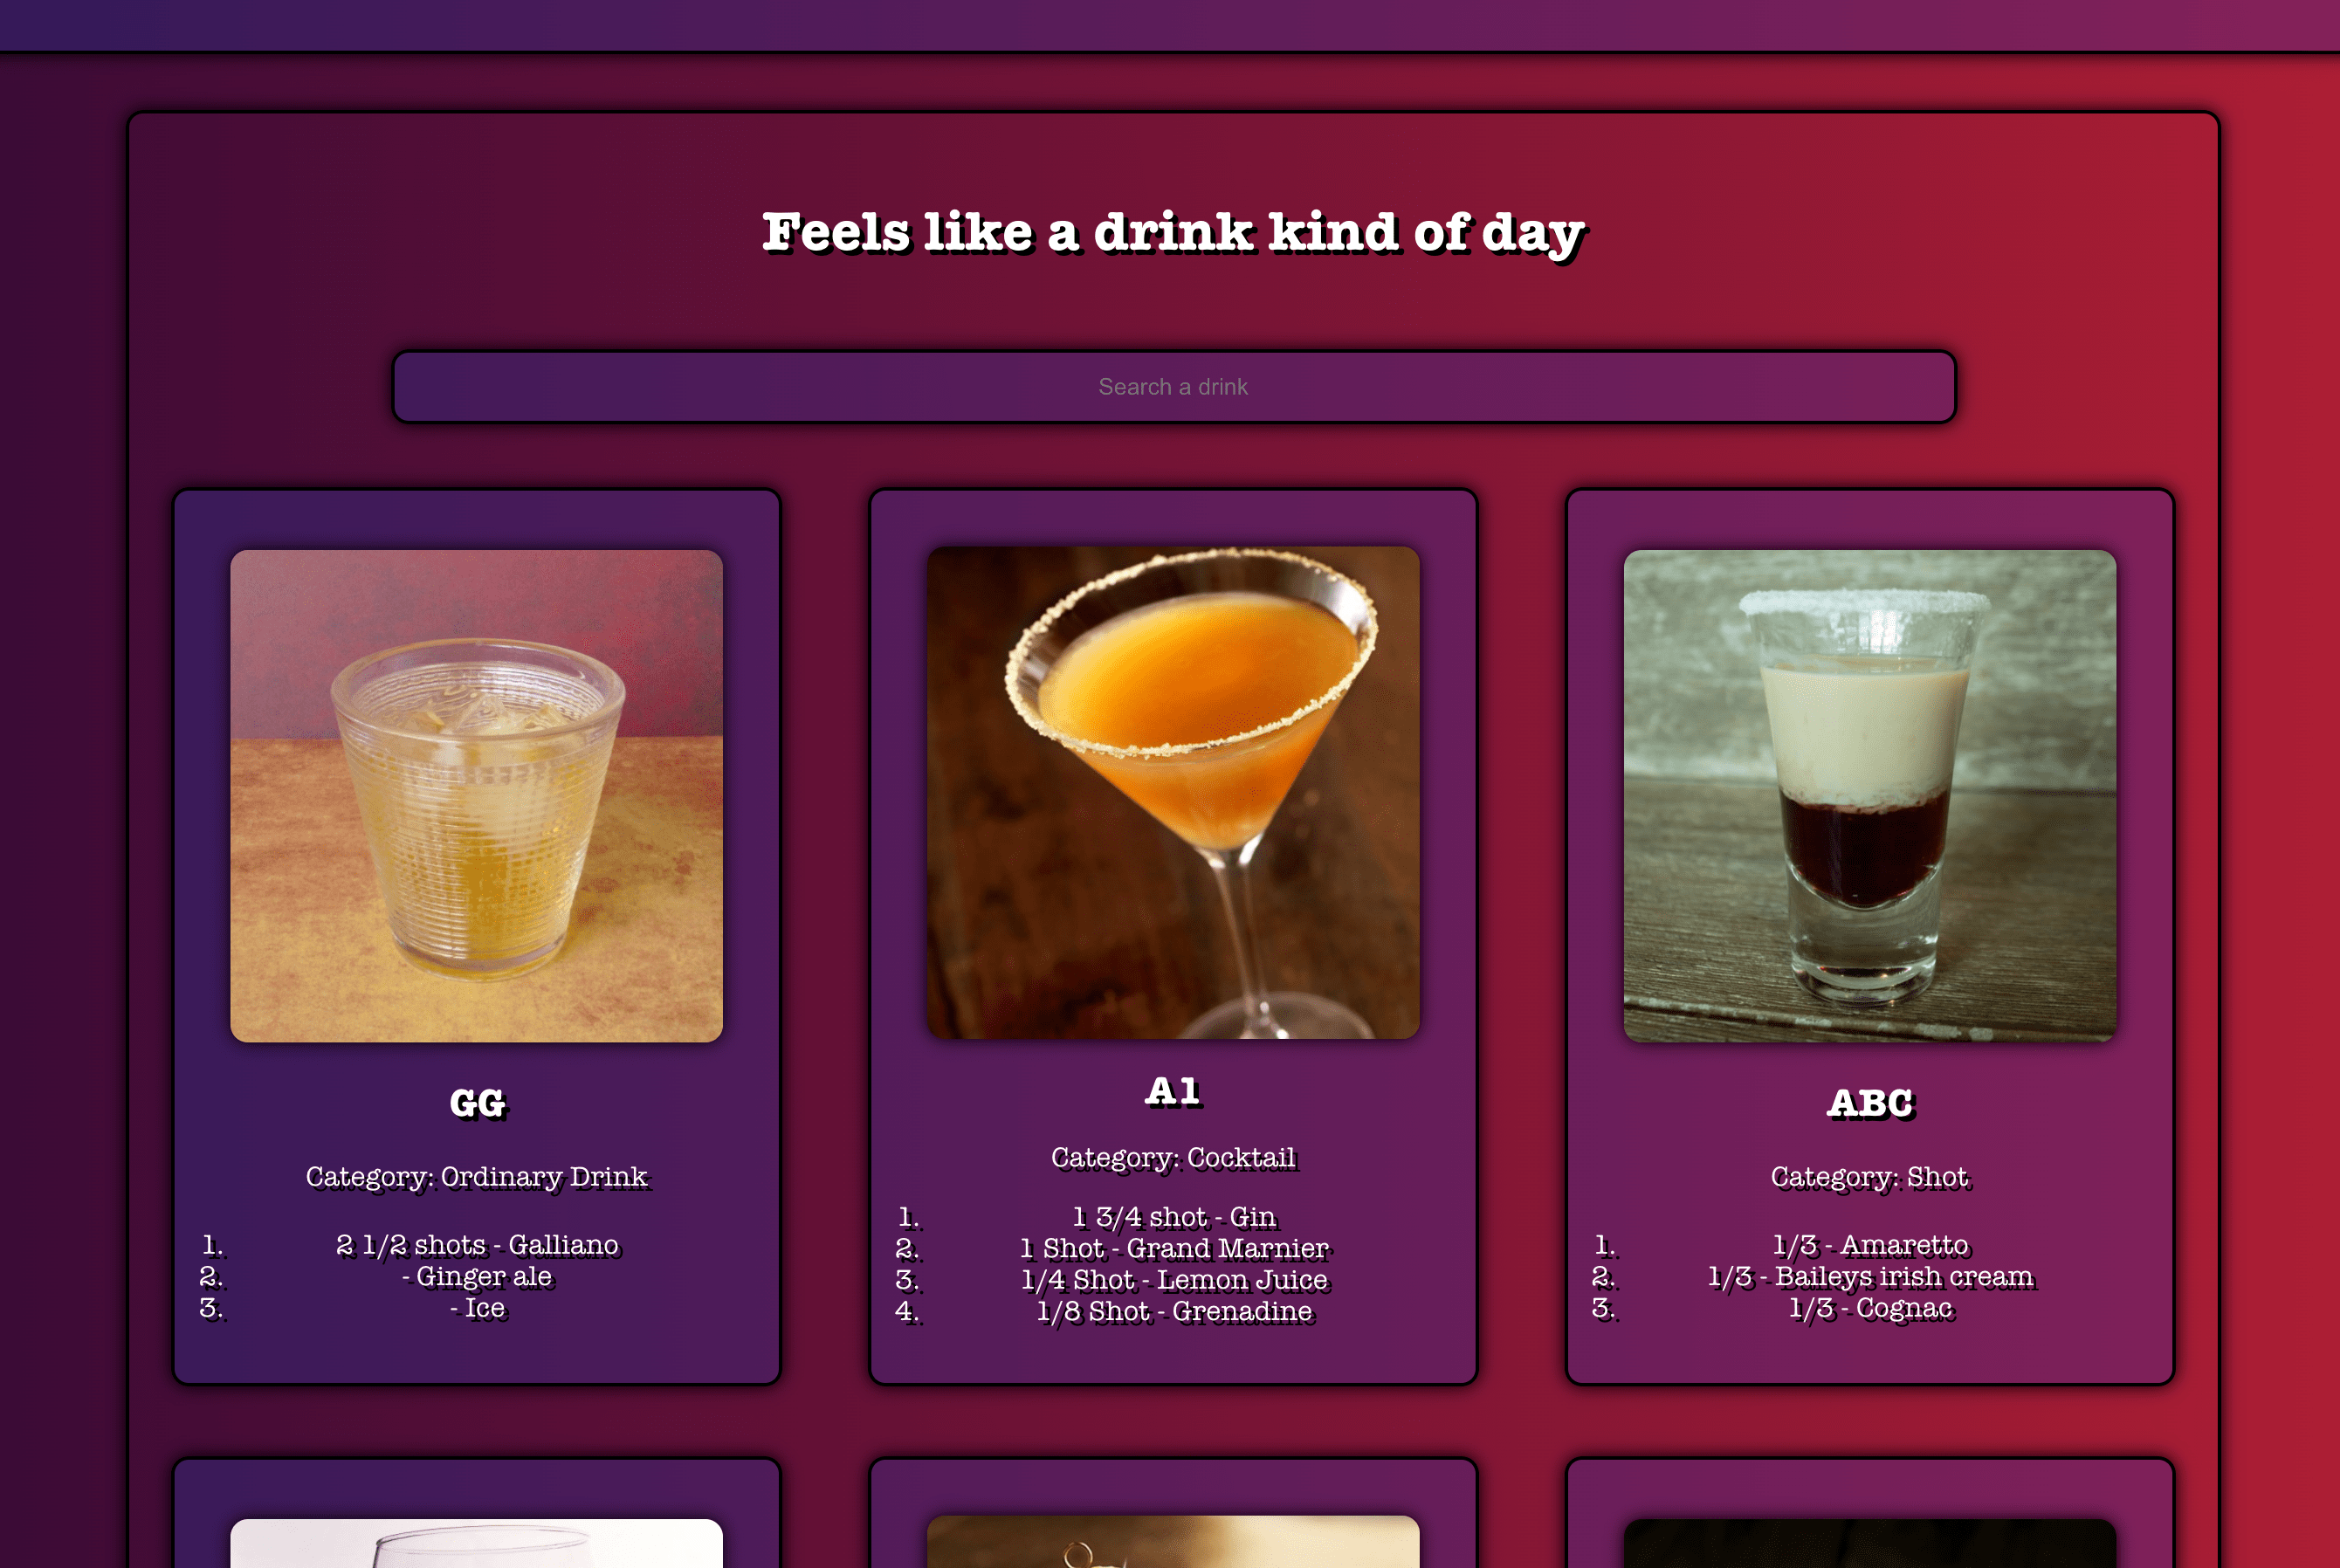 Feels like a drink kind of day
Search a drink
GG
Category: Ordinary Drink
1. 2 1/2 shots - Galliano
2. - Ginger ale
3. - Ice
A1
Category: Cocktail
1. 1 3/4 shot - Gin
2. 1 Shot - Grand Marnier
3. 1/4 Shot - Lemon Juice
4. 1/8 Shot - Grenadine
ABC
Category: Shot
1. 1/3 - Amaretto
2. 1/3 - Baileys irish cream
3. 1/3 - Cognac